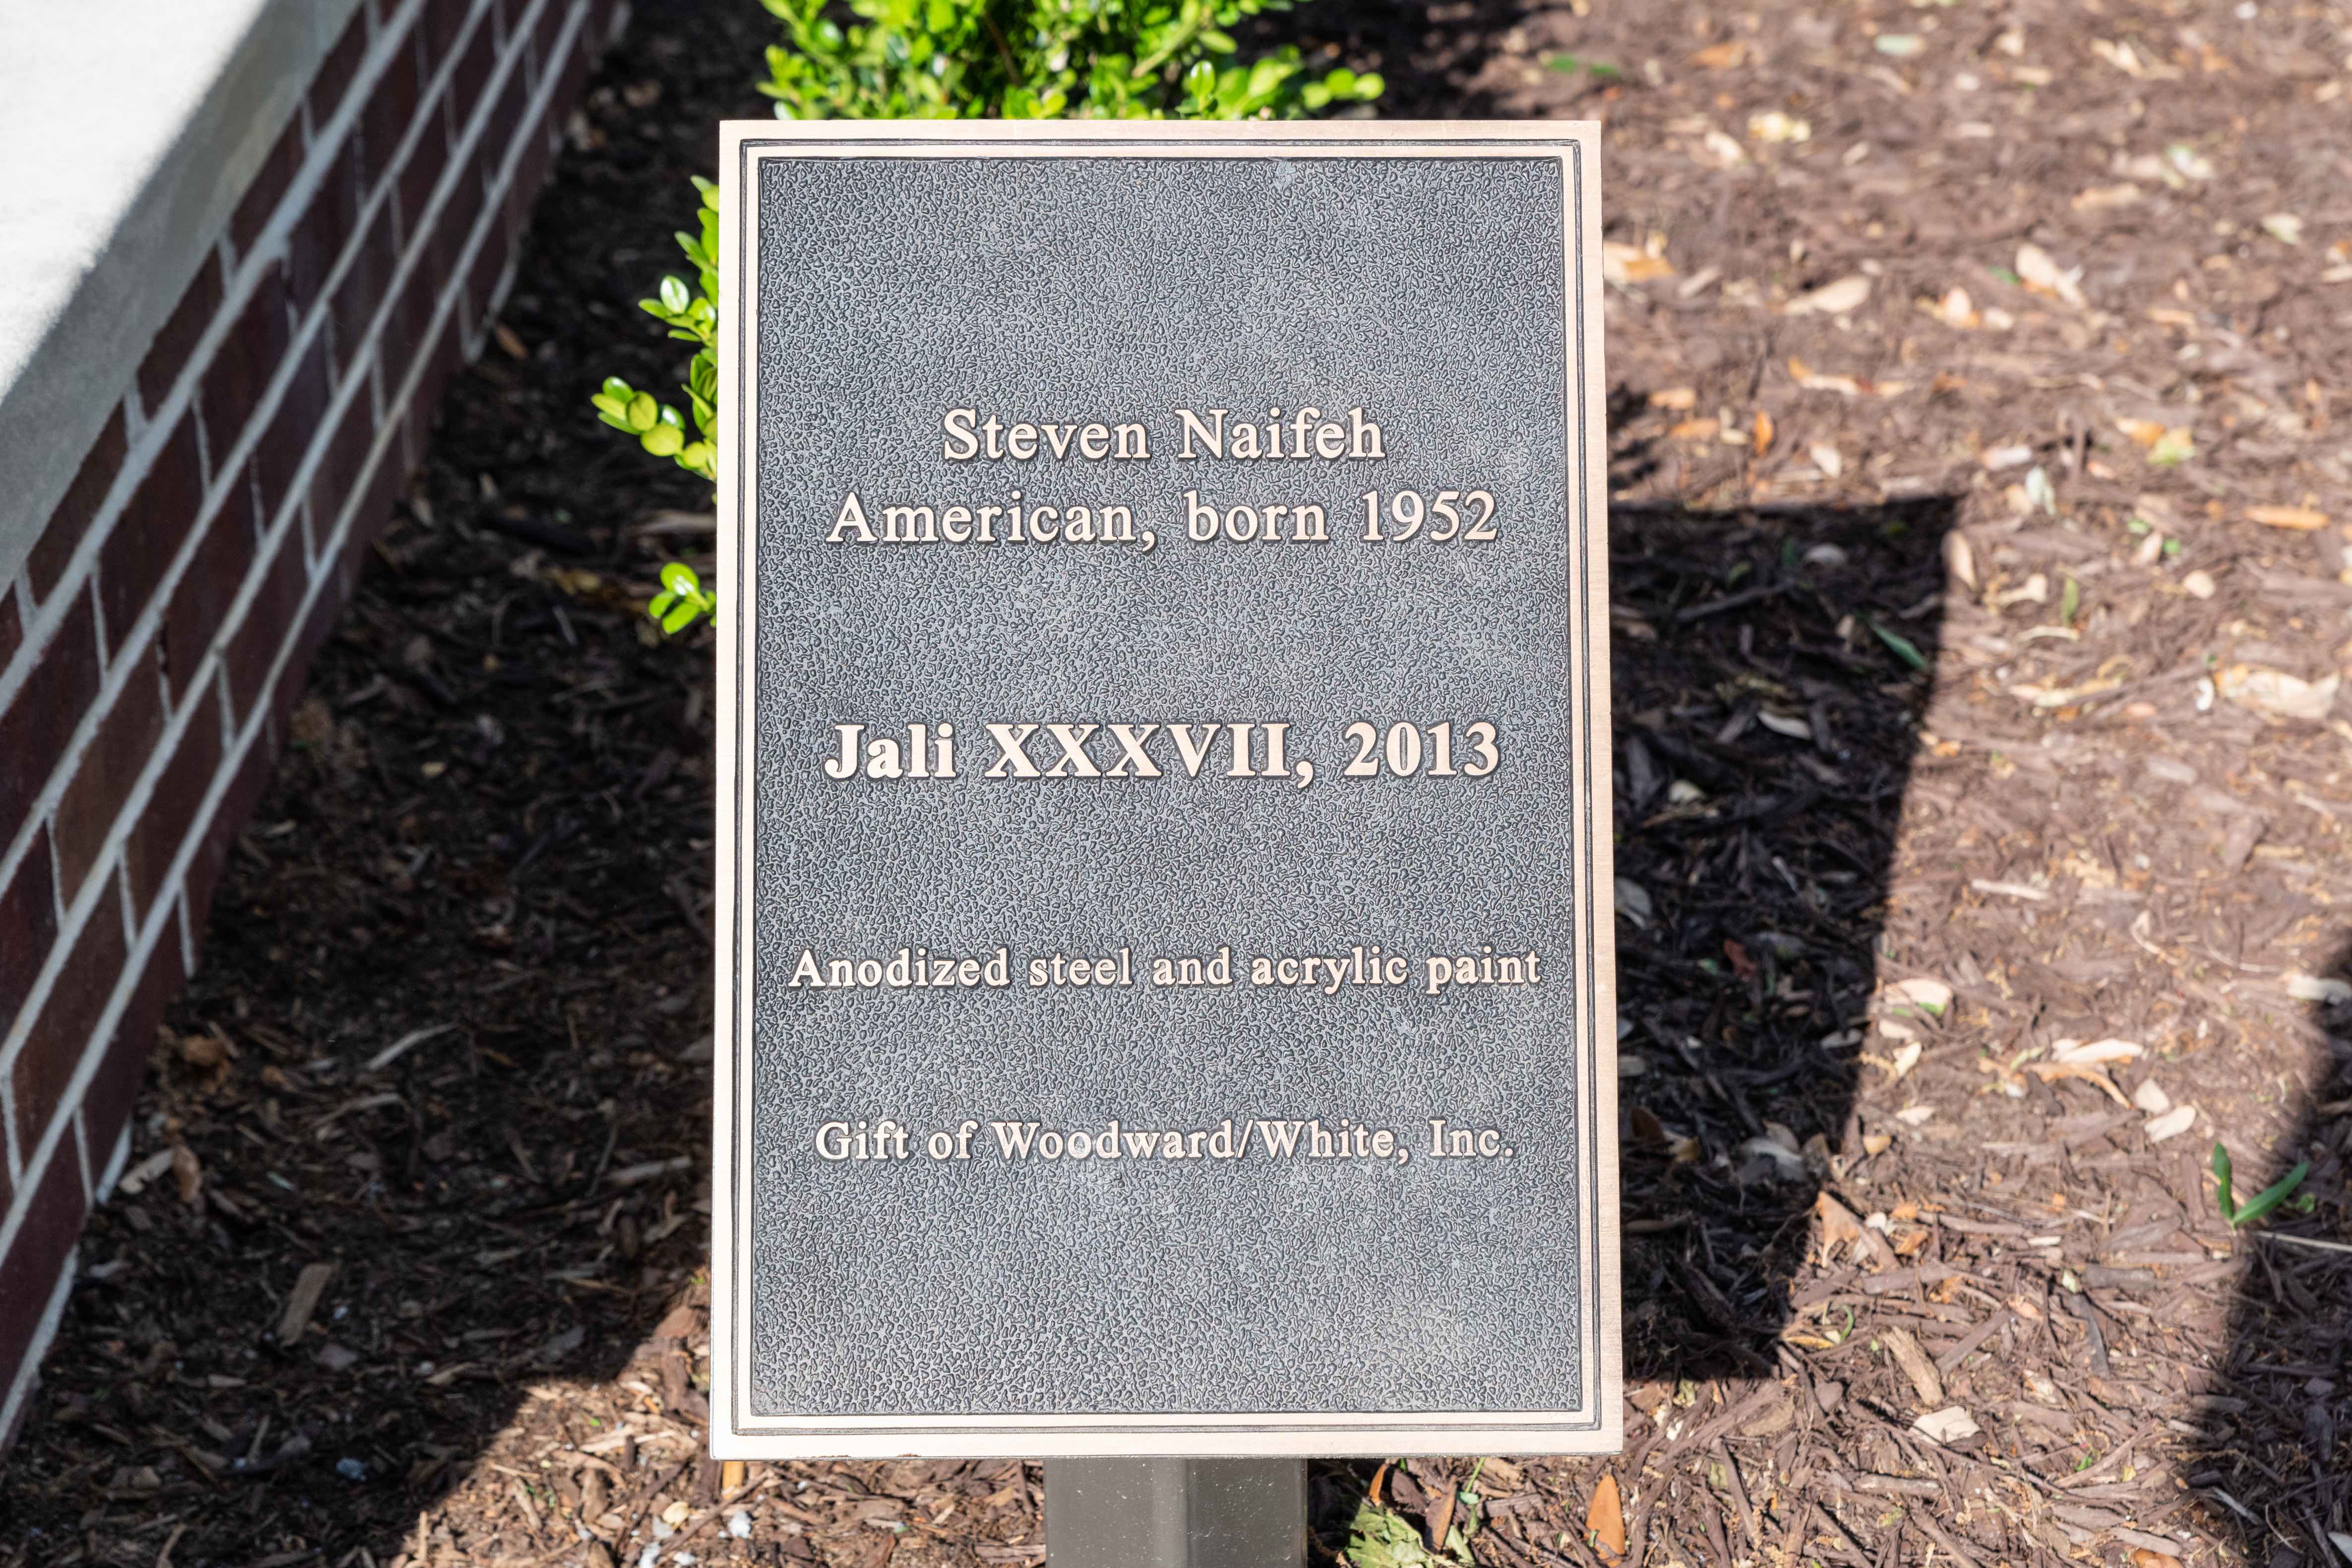 Steven Naifeh
American, born 1952
Jali XXXVII, 2013
Anodized steel and acrylic paint
Gift of Woodward/White, Inc.